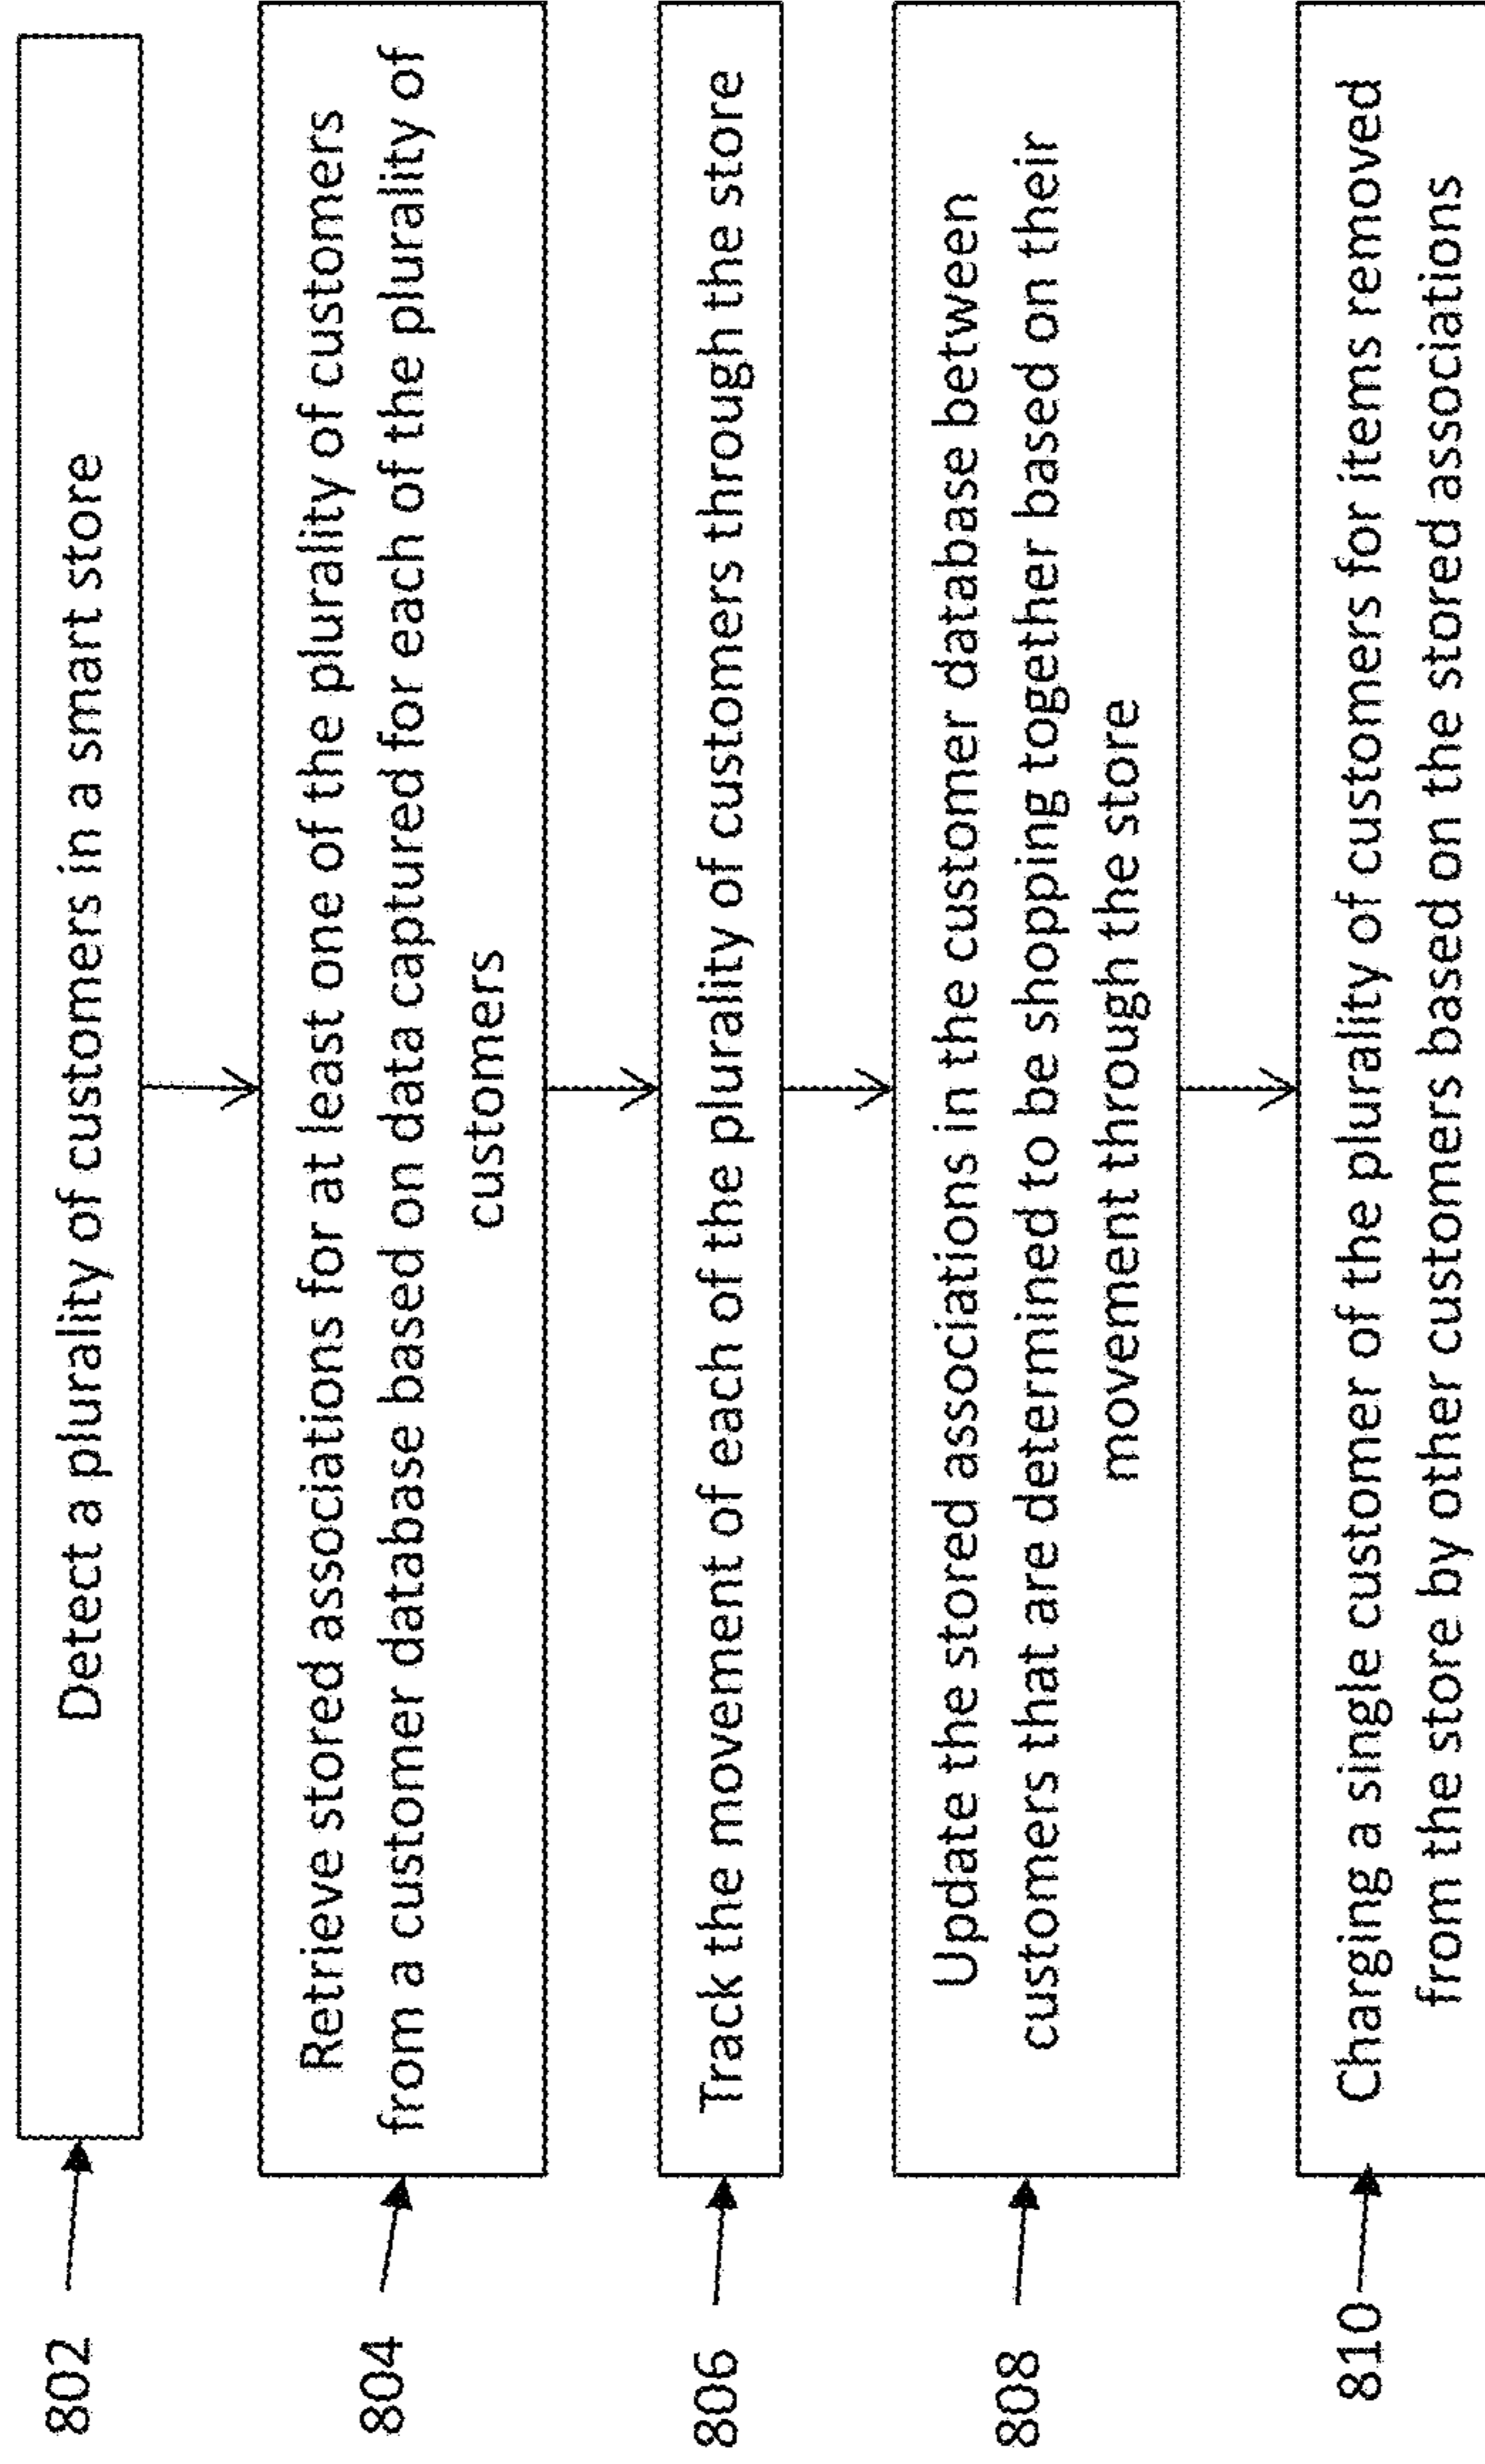 802
Detect a plurality of customers in a smart store
804
Retrieve stored associations for at least one of the plurality of customers
from a customer database based on data captured for each of the plurality of
customers
806
Track the movement of each of the plurality of customers through the store
808
Update the stored associations in the customer database between
customers that are determined to be shopping together based on their
movement through the store
810
Charging a single customer of the plurality of customers for items removed
from the store by other customers based on the stored associations